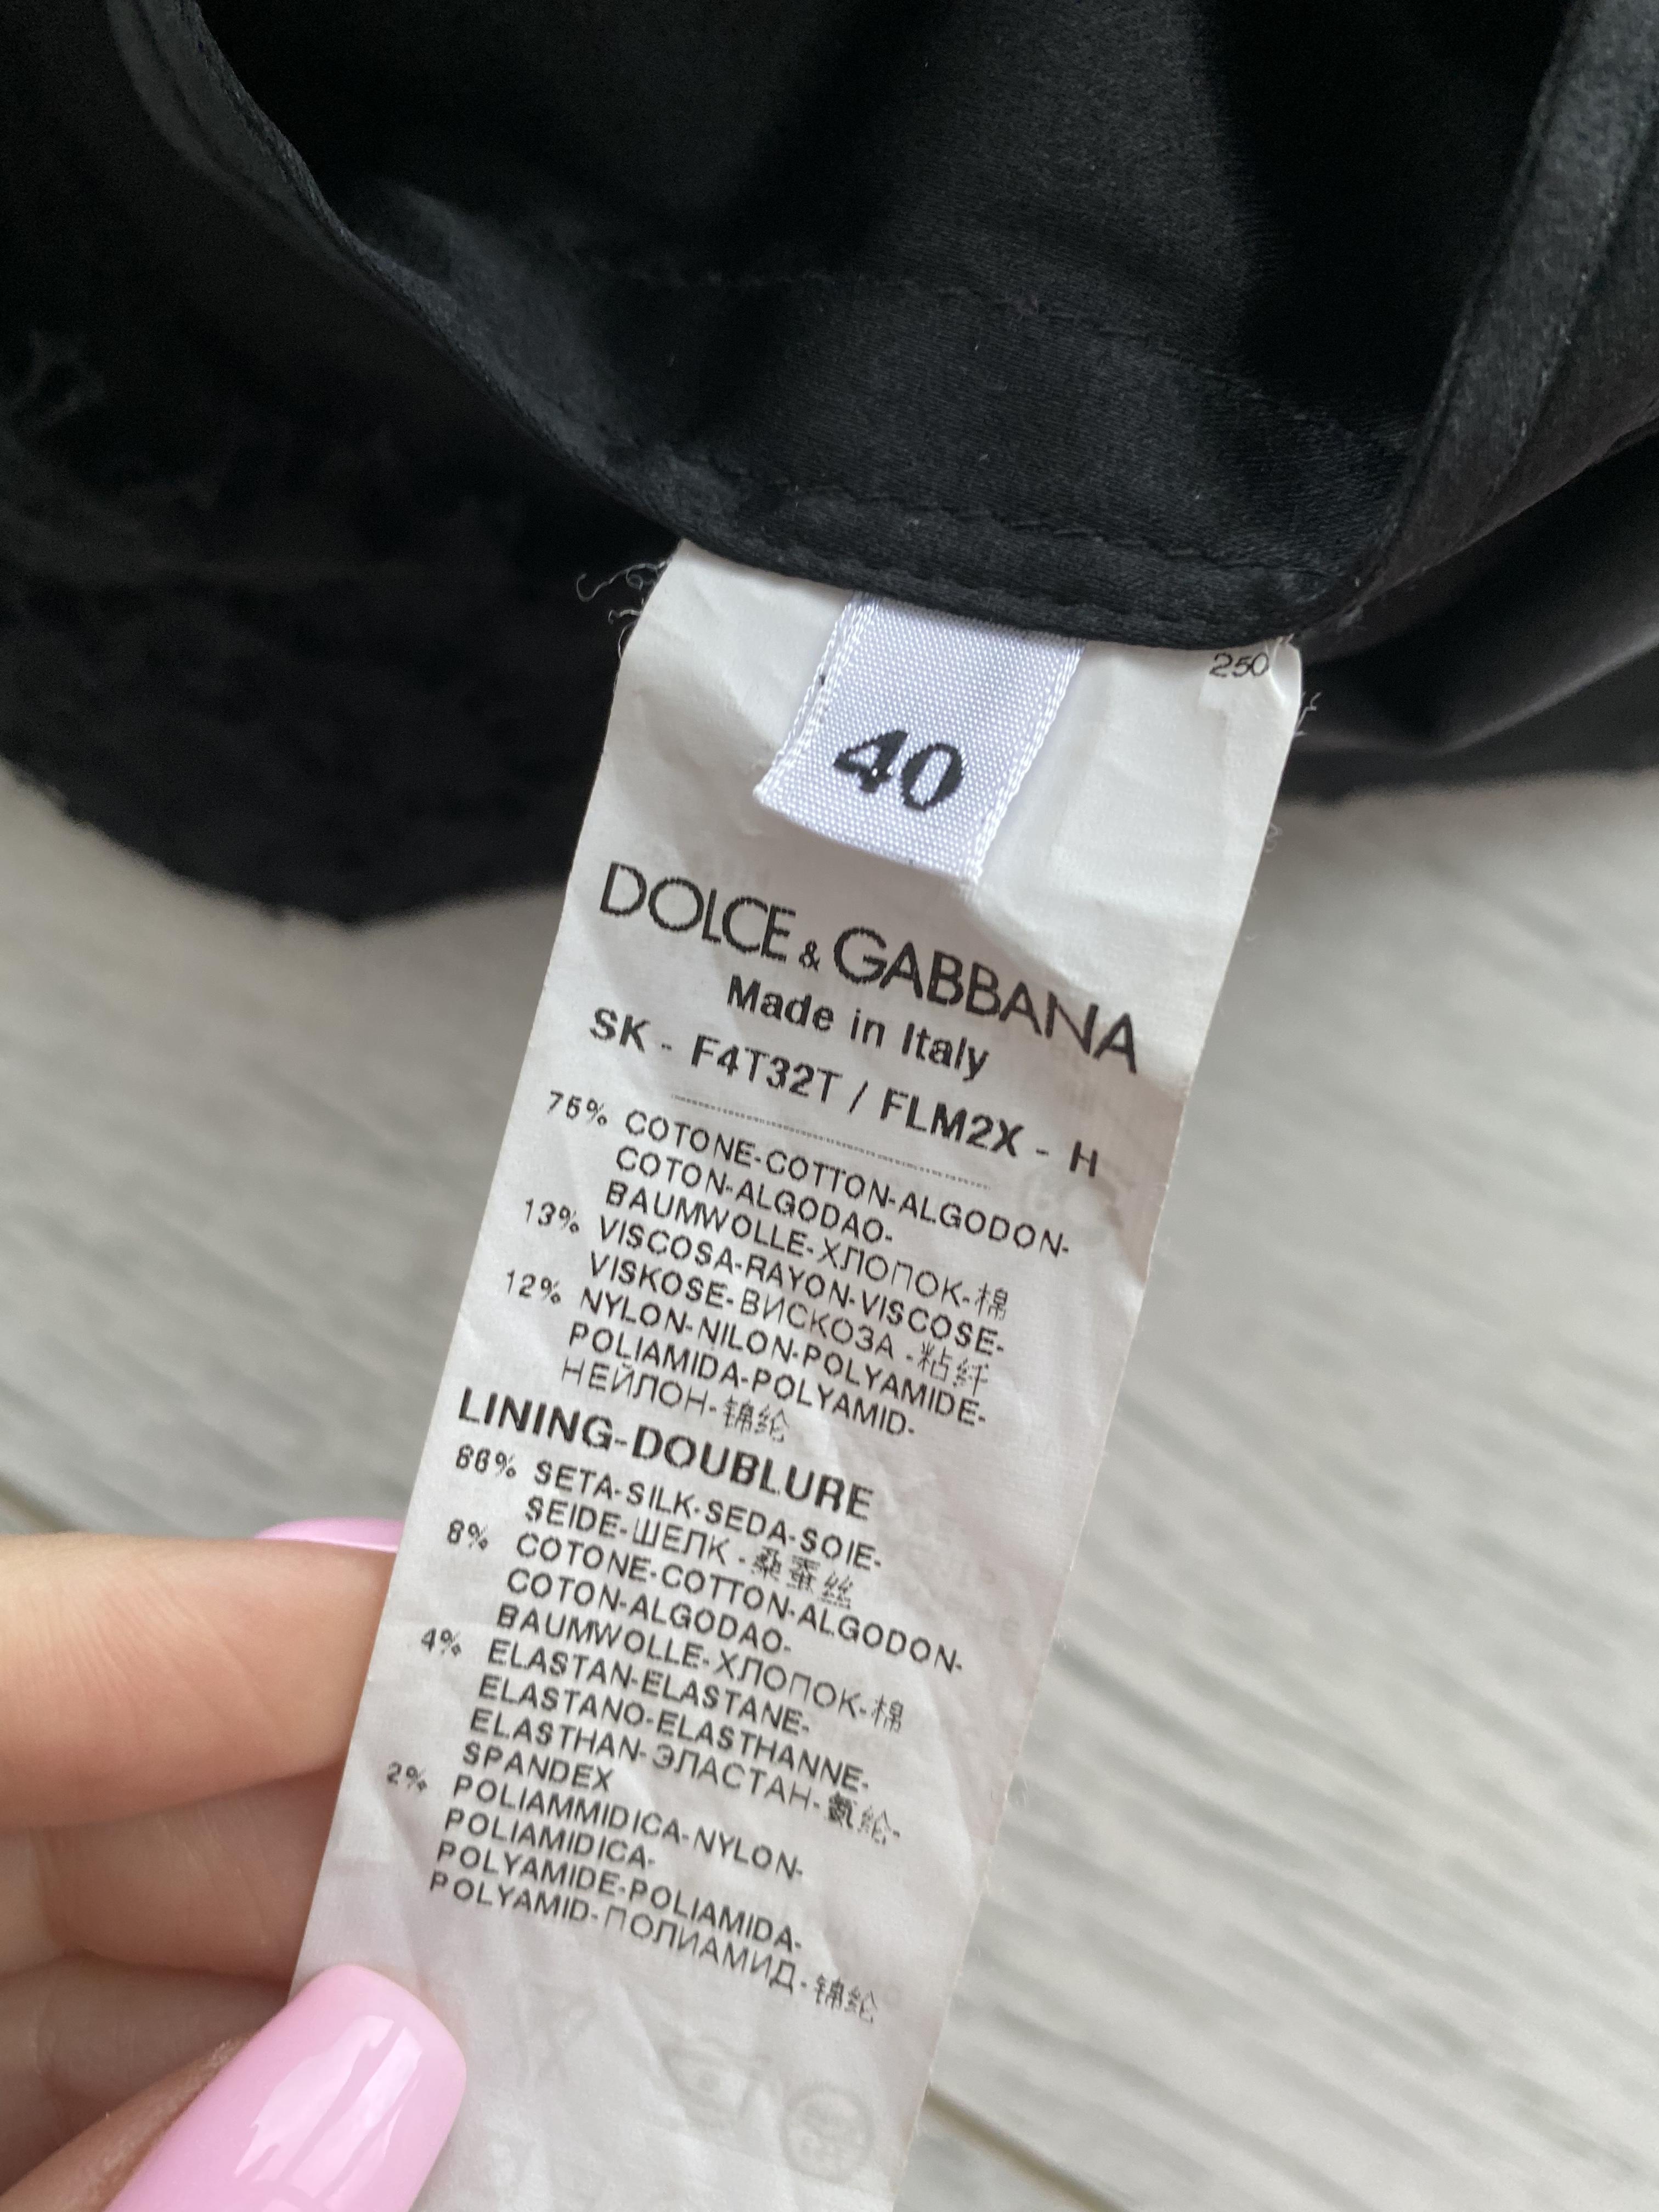 250
40
DOLCE & GABBANA
Made in Italy
SK - F4T32T / FLM2X - H
75% COTONE-COTTON-ALGODON-
COTON-ALGODAO-
BAUMWOLLE-ХЛОПОК-棉
13% VISCOSA-RAYON-VISCOSE-
VISKOSE-ВИСКОЗА -粘纤
12% NYLON-NILON-POLYAMIDE-
POLIAMIDA-POLYAMID-
НЕЙЛОН-锦纶
LINING-DOUBLURE
SETA-SILK-SEDA-SOIE-
SEIDE-ШЕЛК -桑蚕丝
8% COTONE-COTTON-ALGODON-
COTON-ALGODAO-
BAUMWOLLE-ХЛОПОК-棉
4% ELASTAN-ELASTANE-
ELASTANO-ELASTHANNE-
ELASTHAN-ЭЛАСТАН-氨纶-
SPANDEX
2% POLIAMMIDICA-NYLON-
POLIAMIDICA-
POLYAMIDE-POLIAMIDA-
POLYAMID-ПОЛИАМИД-锦纶